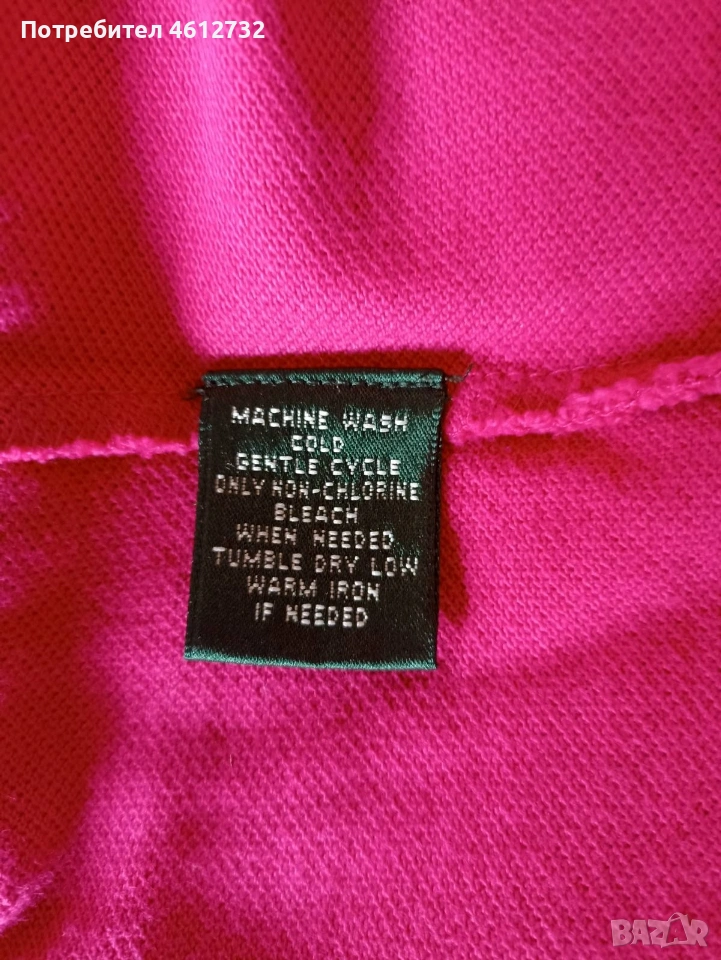 Потребител 4612732
MACHINE WASH
COLD
GENTLE CYCLE
ONLY NON-CHLORINE
BLEACH
WHEN NEEDED
TUMBLE DRY LOW
WARM IRON
IF NEEDED
BAZAR